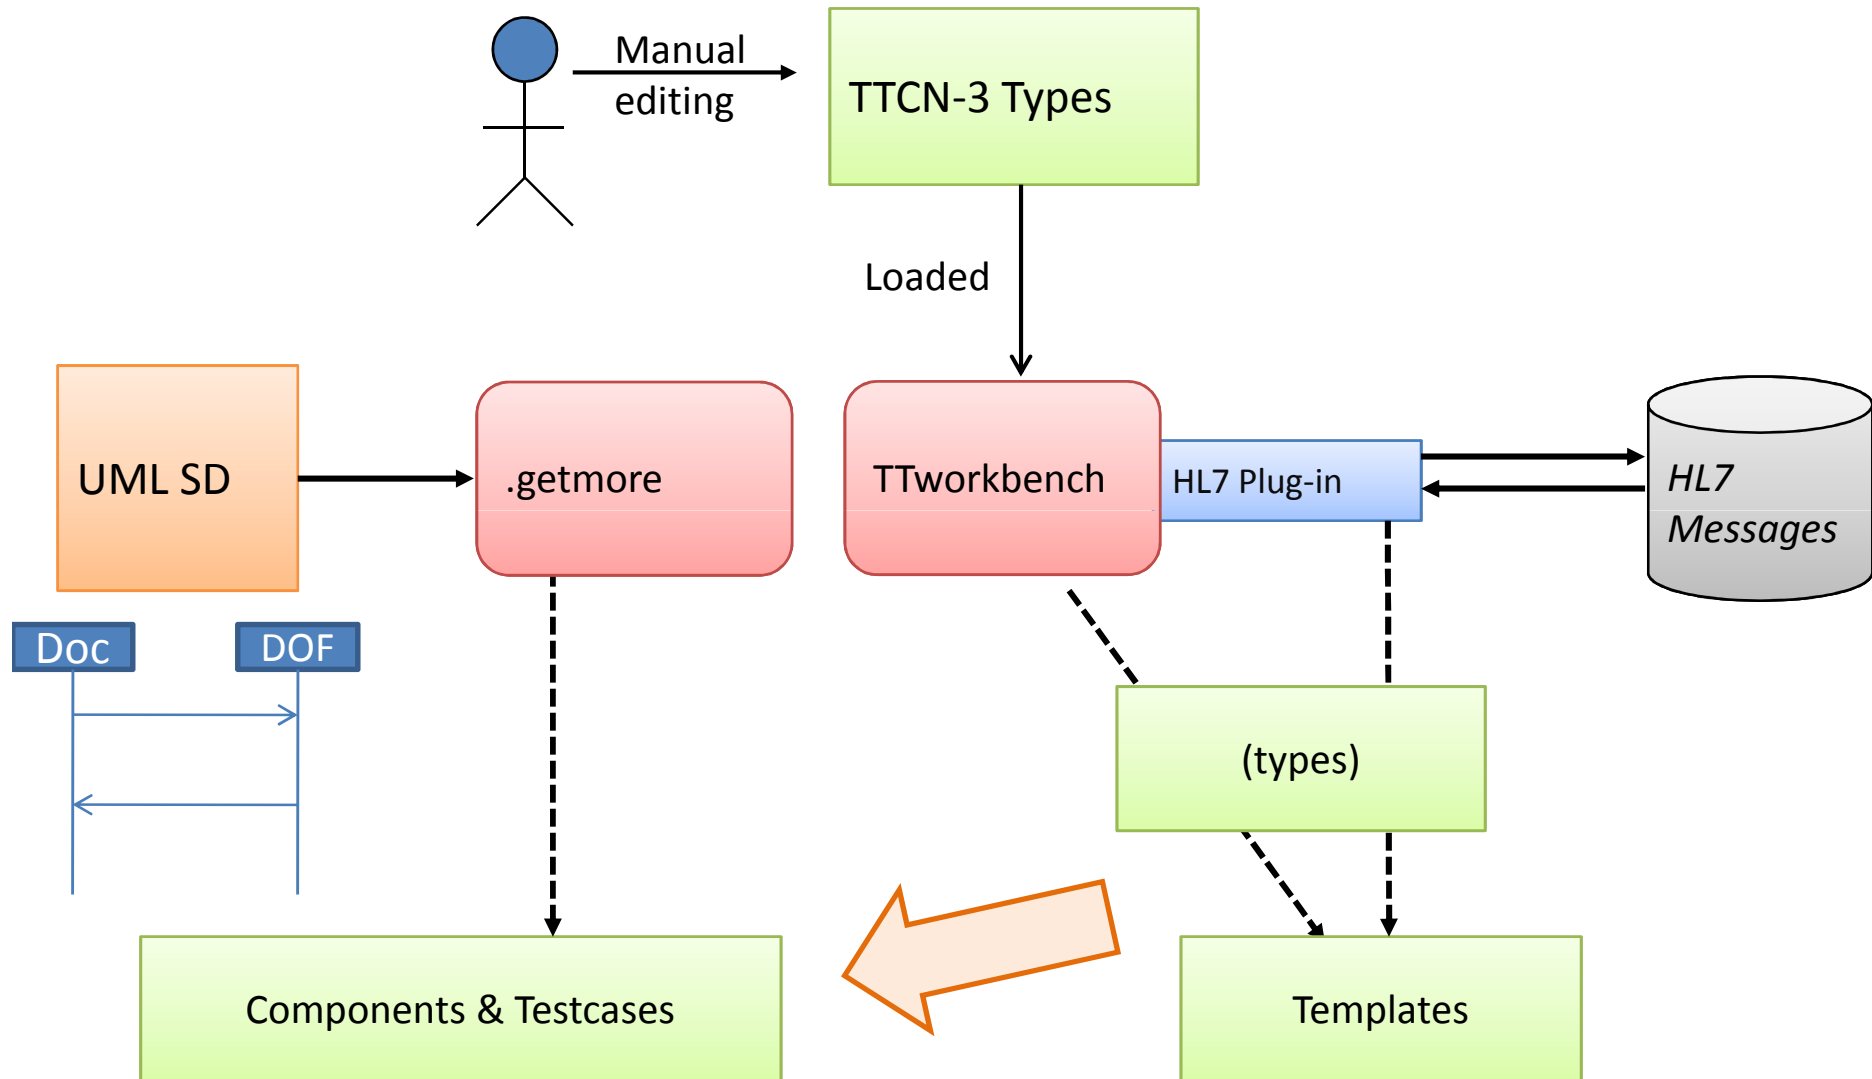 Manual
editing
TTCN-3 Types
Loaded
UML SD
.getmore
TTworkbench
HL7 Plug-in
HL7
Messages
Doc
DOF
(types)
Components & Testcases
Templates